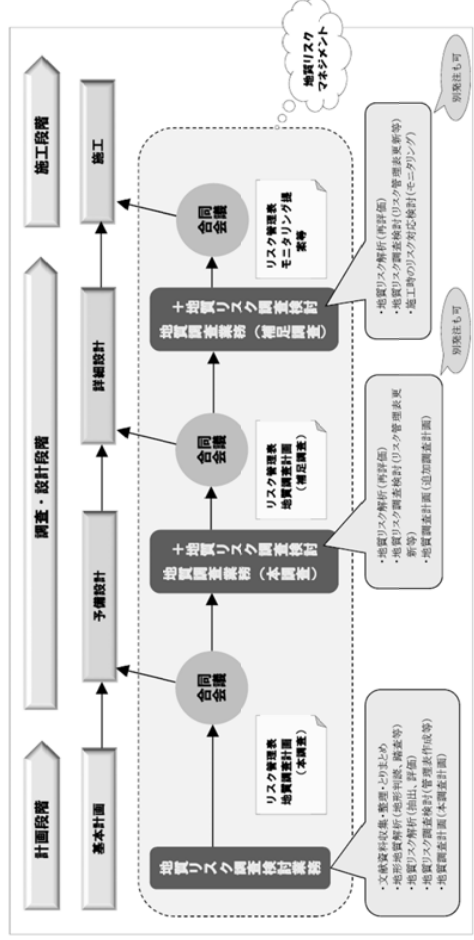 計画段階
調査・設計段階
施工段階
基本計画
予備設計
詳細設計
施工
地質リスク
マネジメント
地質リスク調査検討業務
合同
会議
リスク管理表
地質調査計画
（本調査）
地質調査業務（本調査）
＋地質リスク調査検討
合同
会議
リスク管理表
地質調査計画
（補足調査）
地質調査業務（補足調査）
＋地質リスク調査検討
合同
会議
リスク管理表
モニタリング提
案等
・文献資料収集・整理・とりまとめ
・地形地質解析（地形判読、踏査等）
・地質リスク解析（抽出、評価）
・地質リスク調査検討（管理表作成等）
・地質調査計画（本調査計画）
・地質リスク解析（再評価）
・地質リスク調査検討（リスク管理表更
新等）
・地質調査計画（追加調査計画）
別発注も可
・地質リスク解析（再評価）
・地質リスク調査検討（リスク管理表更新等）
・施工時のリスク対応検討（モニタリング）
別発注も可